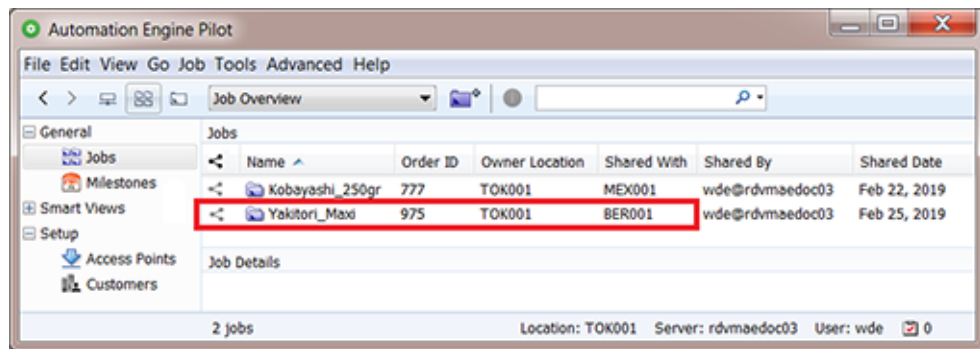 Automation Engine Pilot
File Edit View Go Job Tools Advanced Help
Job Overview
General
Jobs
Milestones
Smart Views
Setup
Access Points
Customers
Jobs
Name Order ID Owner Location Shared With Shared By Shared Date
Kobayashi_250gr 777 TOK001 MEX001 wde@rdvmaedoc03 Feb 22, 2019
Yakitori_Maxi 975 TOK001 BER001 wde@rdvmaedoc03 Feb 25, 2019
Job Details
2 jobs Location: TOK001 Server: rdvmaedoc03 User: wde 0